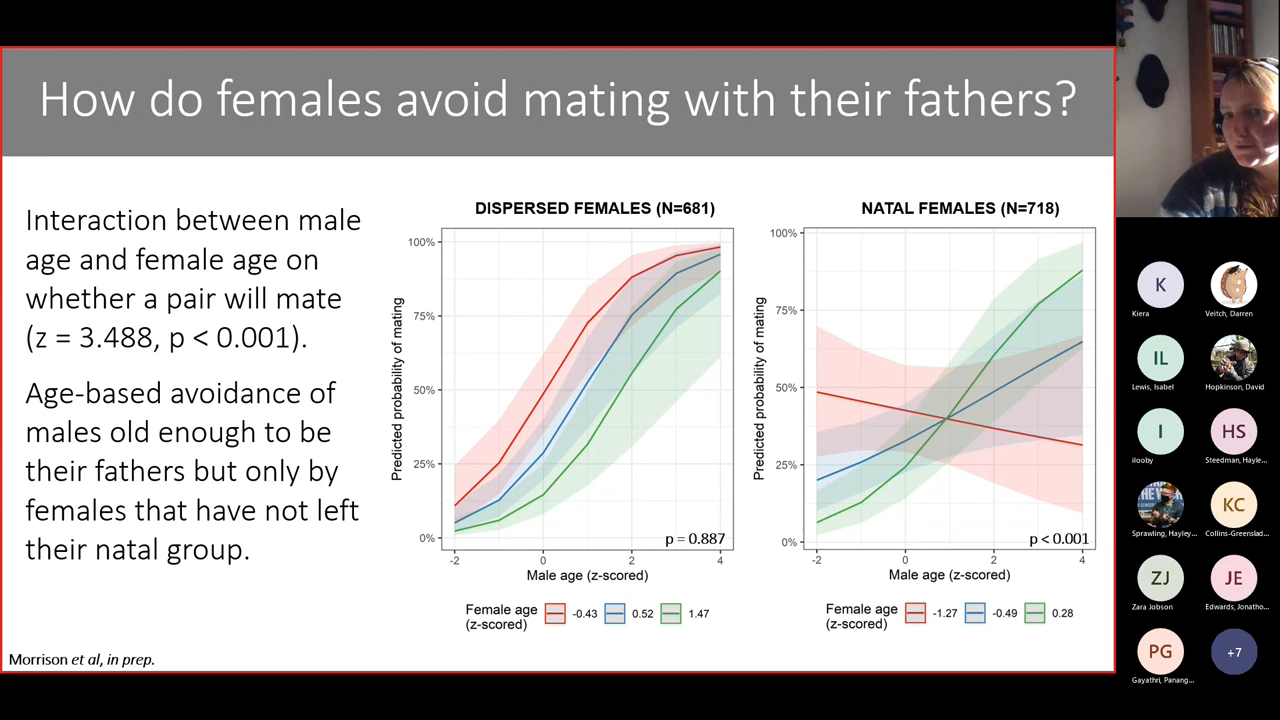 How do females avoid mating with their fathers?
Interaction between male
age and female age on
whether a pair will mate
(z = 3.488, p < 0.001).
Age-based avoidance of
males old enough to be
their fathers but only by
females that have not left
their natal group.
Morrison et al, in prep.
DISPERSED FEMALES (N=681)
Predicted probability of mating
100%
75%
50%
25%
0%
p = 0.887
-2 0 2 4
Male age (z-scored)
Female age
(z-scored)
-0.43 0.52 1.47
NATAL FEMALES (N=718)
Predicted probability of mating
100%
75%
50%
25%
0%
p < 0.001
-2 0 2 4
Male age (z-scored)
Female age
(z-scored)
-1.27 -0.49 0.28
K
Kiera
Veitch, Darren
IL
Lewis, Isabel
Hopkinson, David
I
ilooby
HS
Steedman, Hayle...
Sprawling, Hayley...
KC
Collins-Greenslad...
ZJ
Zara Jobson
JE
Edwards, Jonatho...
PG
Gayathri, Panang...
+7